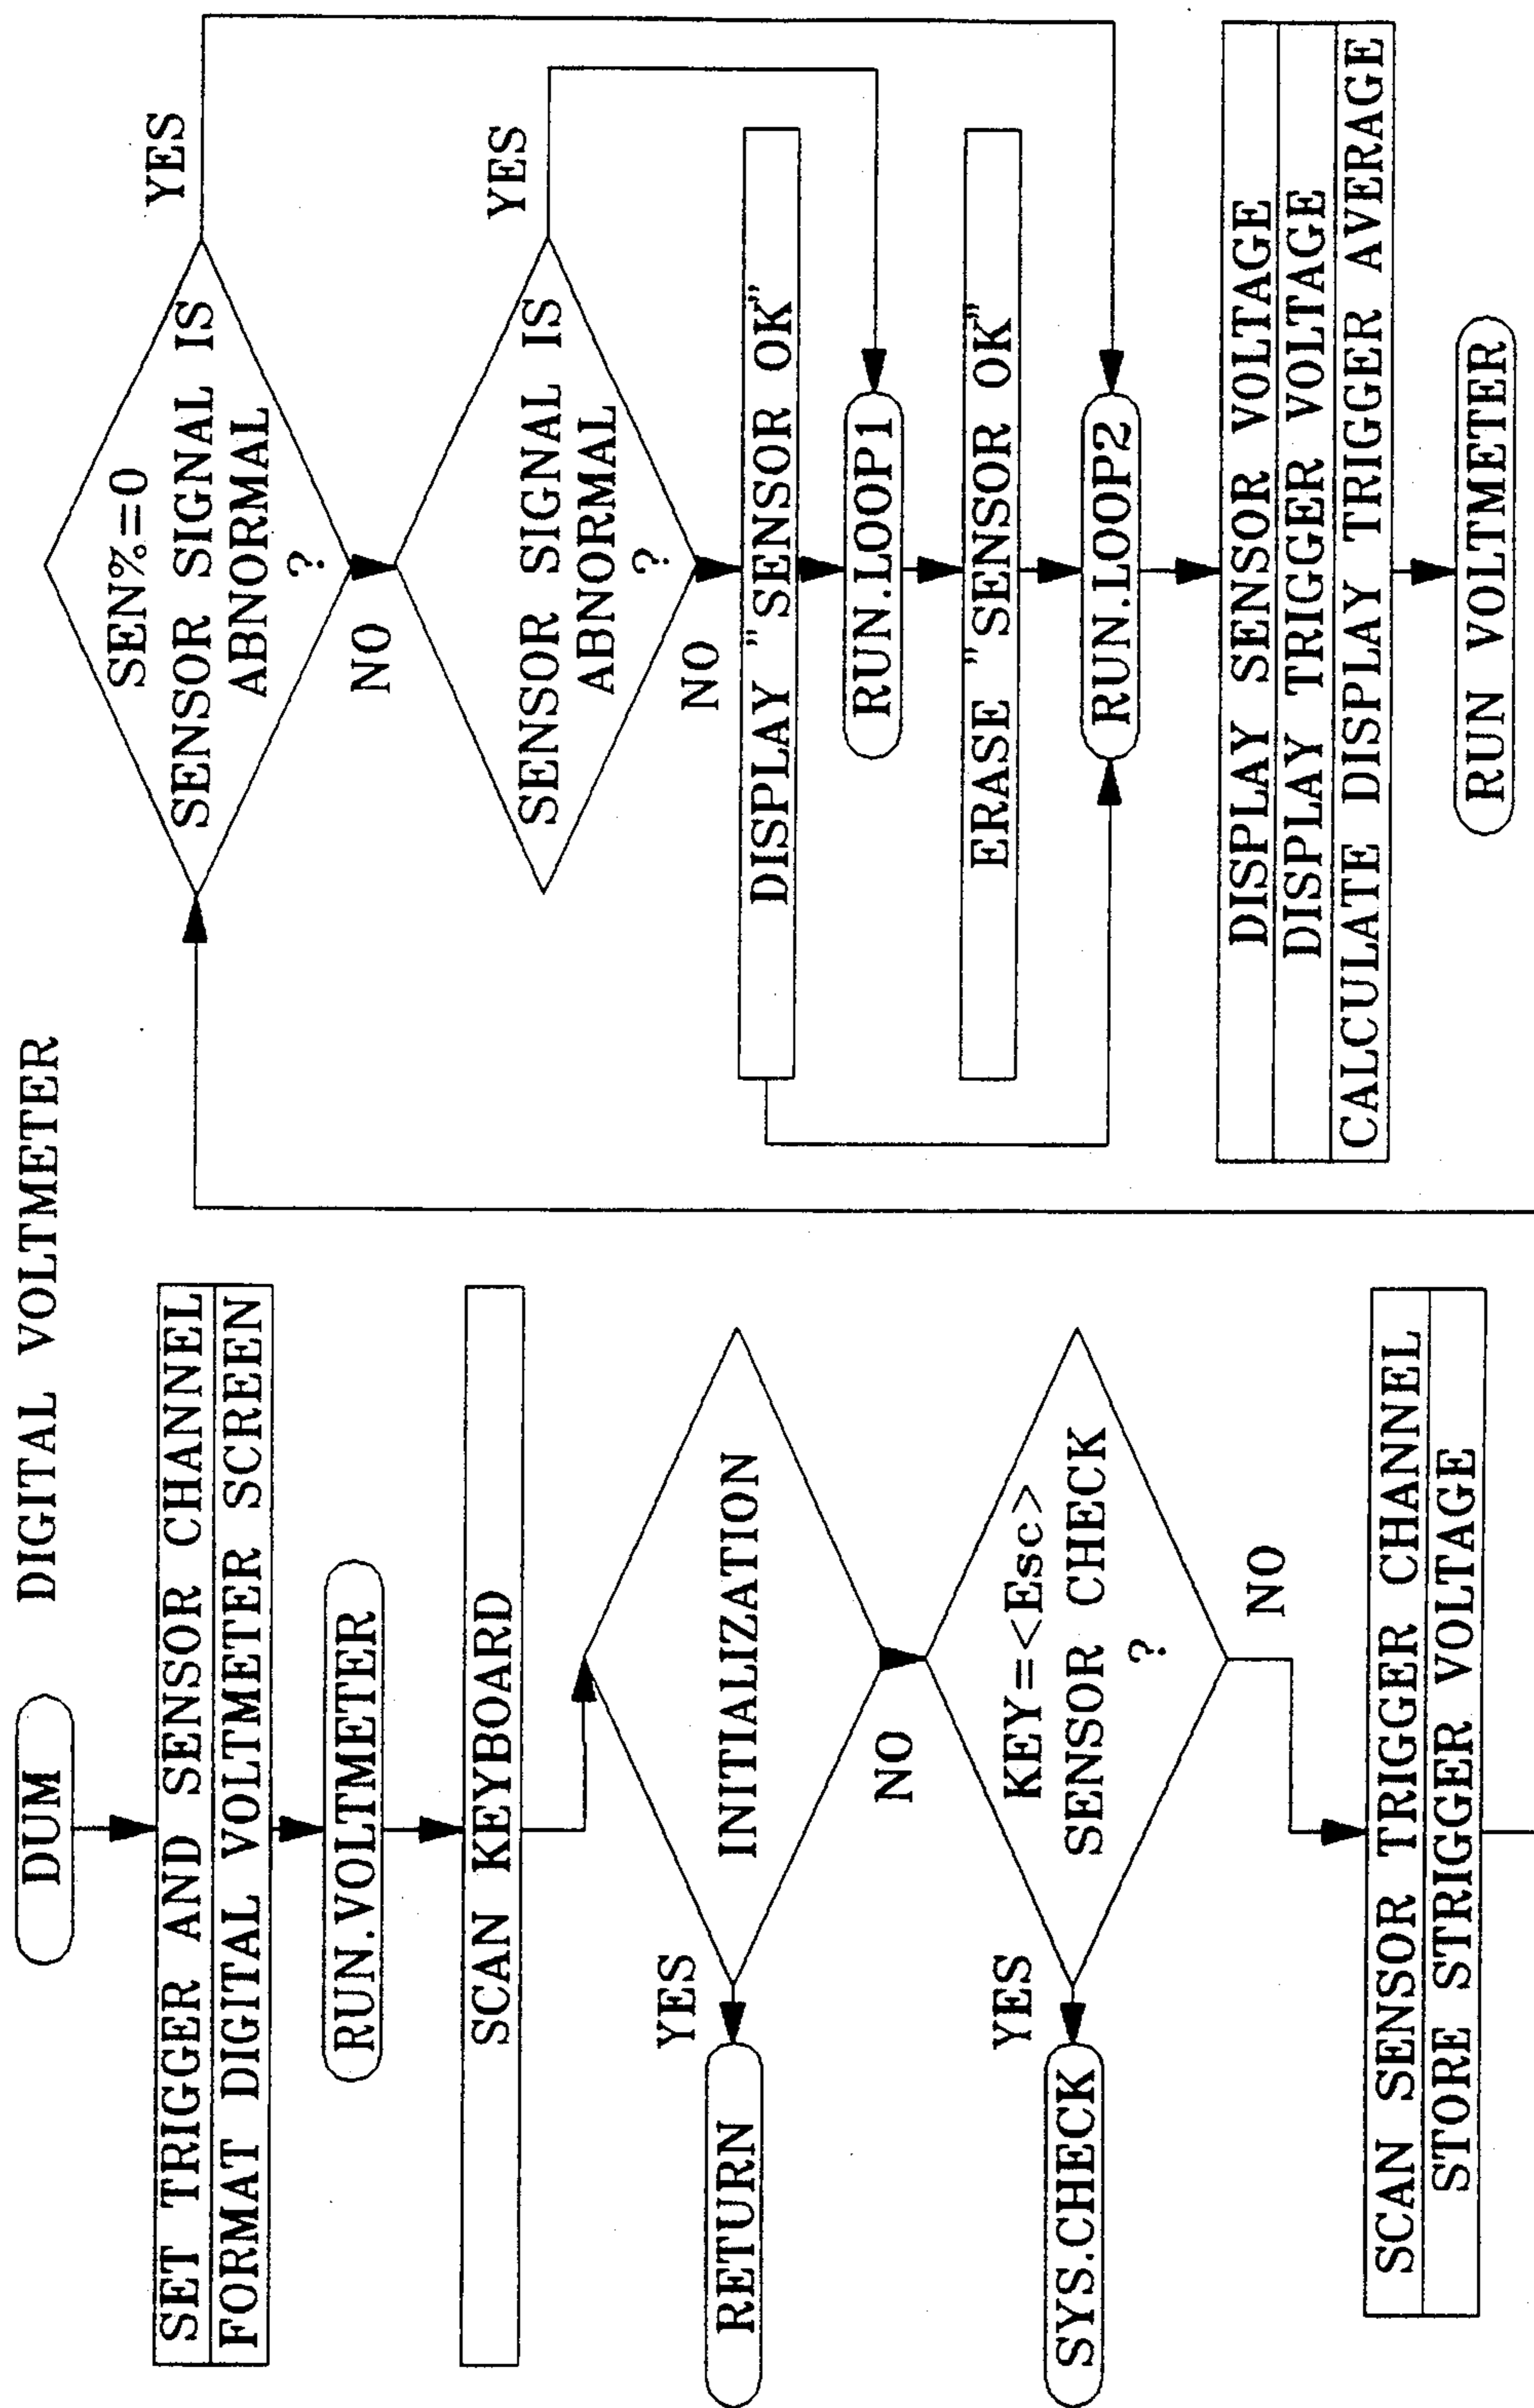 DIGITAL VOLTMETER
DUM
SET TRIGGER AND SENSOR CHANNEL
FORMAT DIGITAL VOLTMETER SCREEN
RUN.VOLTMETER
SCAN KEYBOARD
INITIALIZATION
YES
RETURN
NO
KEY=<Esc>
SENSOR CHECK
?
YES
SYS.CHECK
NO
SCAN SENSOR TRIGGER CHANNEL
STORE STRIGGER VOLTAGE
SEN%=0
SENSOR SIGNAL IS
ABNORMAL
?
YES
NO
SENSOR SIGNAL IS
ABNORMAL
?
YES
NO
DISPLAY "SENSOR OK"
RUN.LOOP1
ERASE "SENSOR OK"
RUN.LOOP2
DISPLAY SENSOR VOLTAGE
DISPLAY TRIGGER VOLTAGE
CALCULATE DISPLAY TRIGGER AVERAGE
RUN VOLTMETER